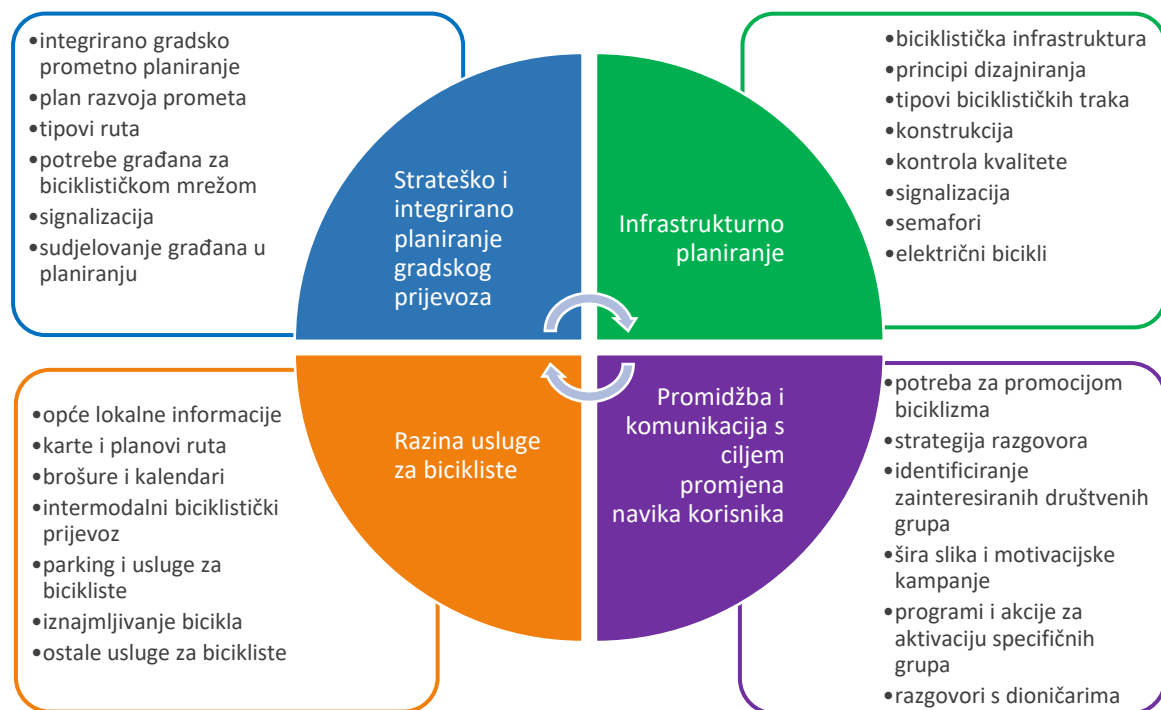 •integrirano gradsko
prometno planiranje
•plan razvoja prometa
•tipovi ruta
•potrebe građana za
biciklističkom mrežom
•signalizacija
•sudjelovanje građana u
planiranju
Strateško i
integrirano
planiranje
gradskog
prijevoza
Infrastrukturno
planiranje
•biciklistička infrastruktura
•principi dizajniranja
•tipovi biciklističkih traka
•konstrukcija
•kontrola kvalitete
•signalizacija
•semafori
•električni bicikli
•opće lokalne informacije
•karte i planovi ruta
•brošure i kalendari
•intermodalni biciklistički
prijevoz
•parking i usluge za
bicikliste
•iznajmljivanje bicikla
•ostale usluge za bicikliste
Razina usluge
za bicikliste
Promidžba i
komunikacija s
ciljem
promjena
navika korisnika
•potreba za promocijom
biciklizma
•strategija razgovora
•identificiranje
zainteresiranih društvenih
grupa
•šira slika i motivacijske
kampanje
•programi i akcije za
aktivaciju specifičnih
grupa
•razgovori s dioničarima